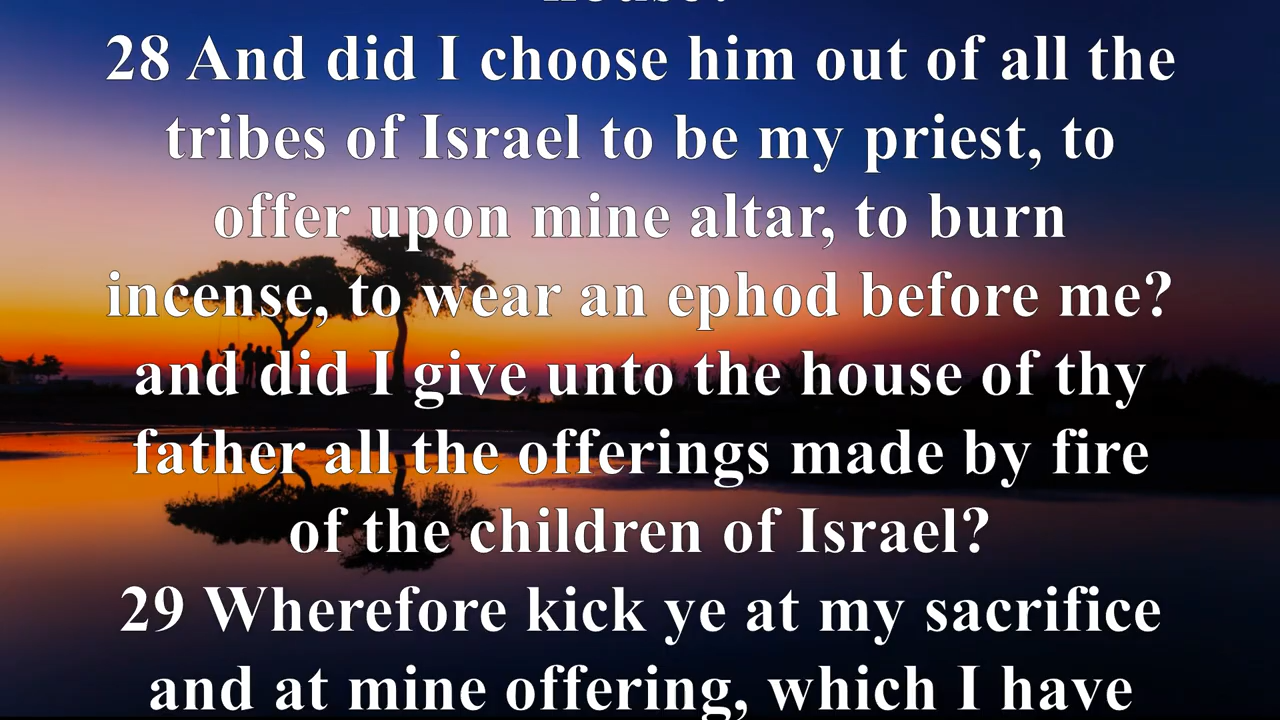 house?
28 And did I choose him out of all the
tribes of Israel to be my priest, to
offer upon mine altar, to burn
incense, to wear an ephod before me?
and did I give unto the house of thy
father all the offerings made by fire
of the children of Israel?
29 Wherefore kick ye at my sacrifice
and at mine offering, which I have